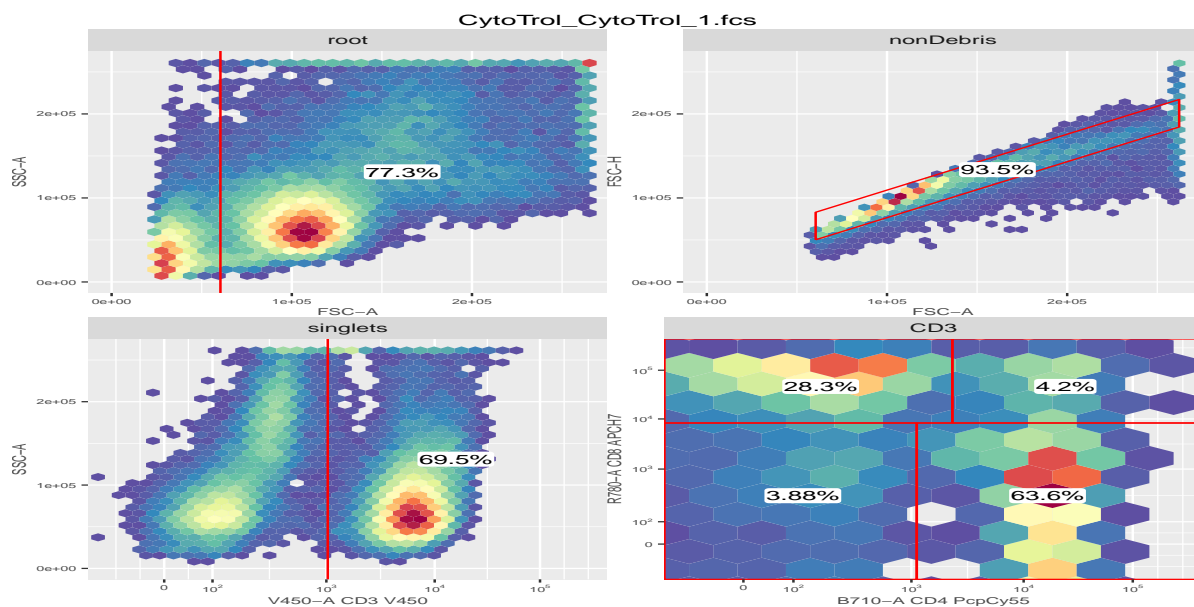 CytoTrol_CytoTrol_1.fcs
root
nonDebris
2e+05
1e+05
0e+00
SSC-A
77.3%
0e+00
1e+05
2e+05
FSC-A
2e+05
1e+05
0e+00
FSC-H
93.5%
0e+00
1e+05
2e+05
FSC-A
singlets
CD3
2e+05
1e+05
0e+00
SSC-A
69.5%
0
10²
10³
10⁴
10⁵
V450-A CD3 V450
10⁵
10⁴
10³
10²
0
R780-A CD8 APCH7
28.3%
4.2%
3.88%
63.6%
0
10²
10³
10⁴
10⁵
B710-A CD4 PcpCy55